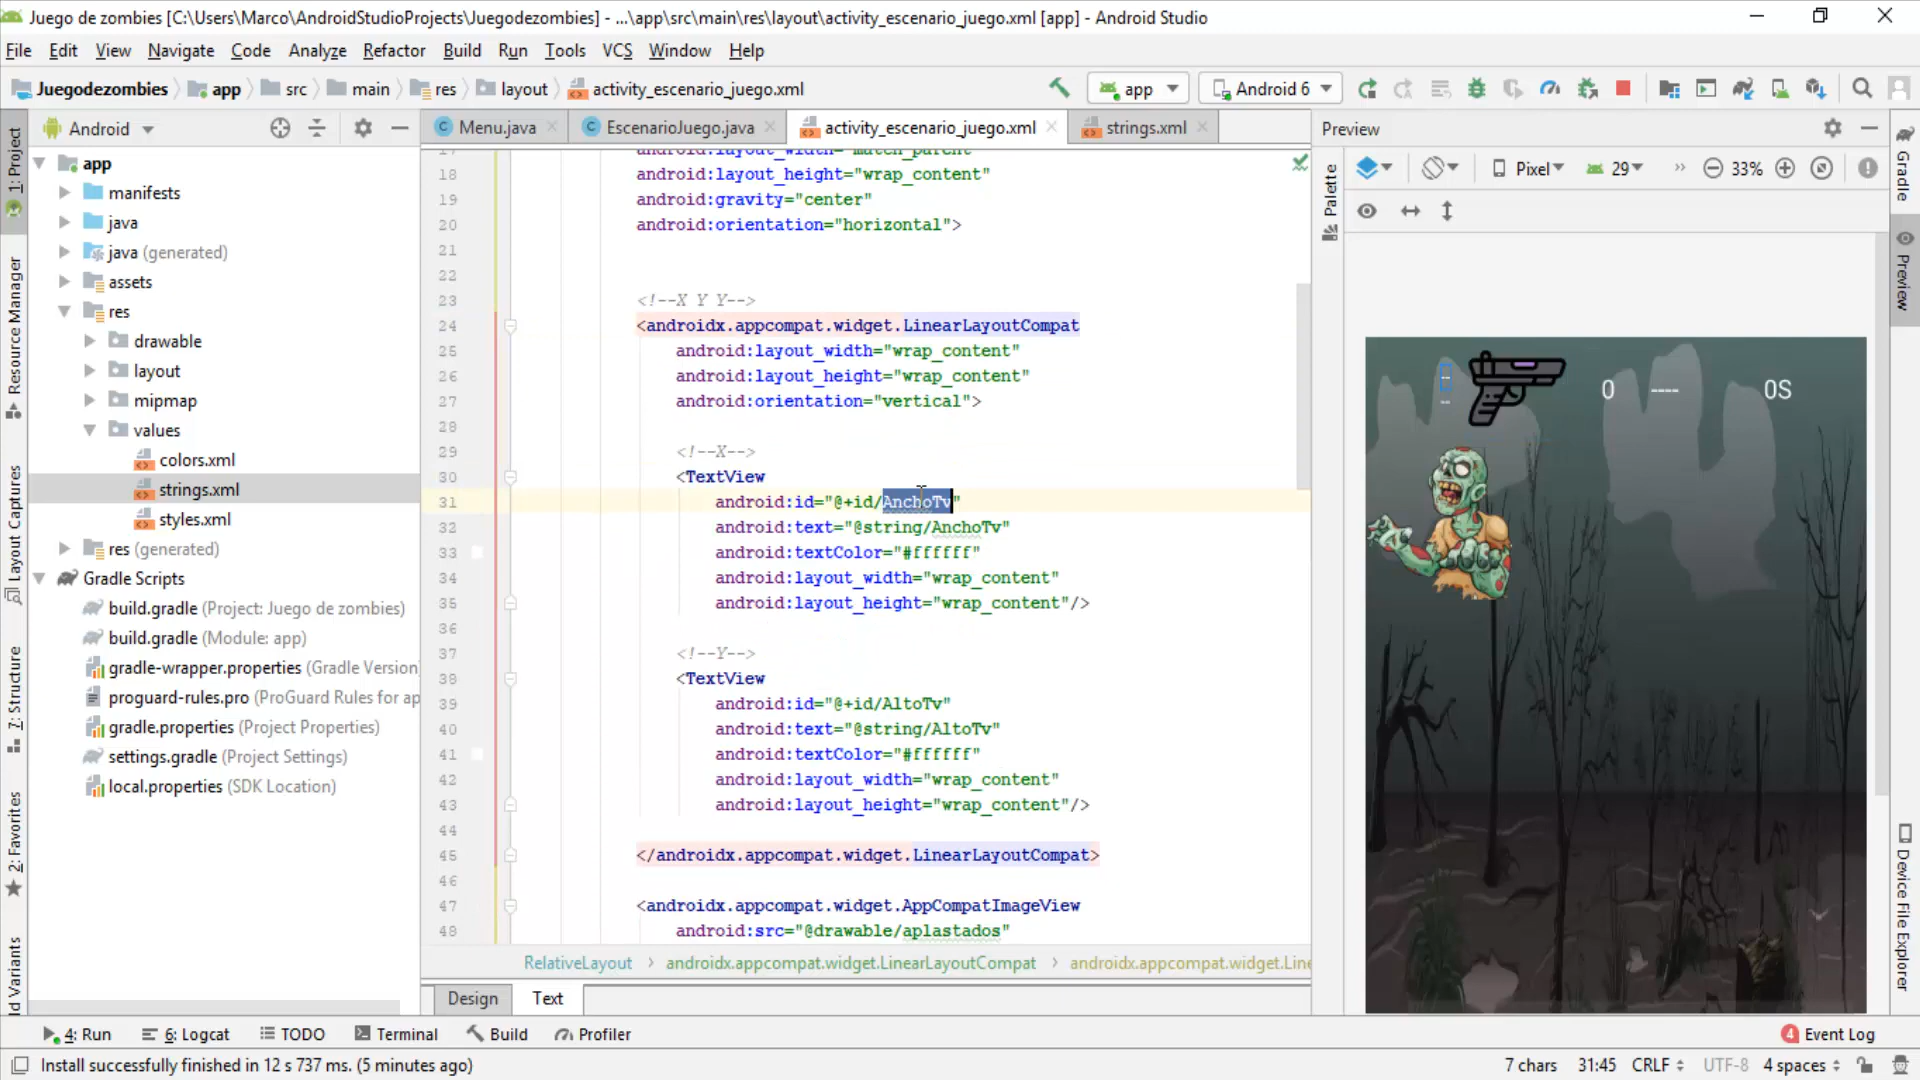 Juego de zombies [C:\Users\Marco\AndroidStudioProjects\Juegodezombies] - ...\app\src\main\res\layout\activity_escenario_juego.xml [app] - Android Studio
File Edit View Navigate Code Analyze Refactor Build Run Tools VCS Window Help
Juegodezombies app src main res layout activity_escenario_juego.xml app Android 6
Android Menu.java EscenarioJuego.java activity_escenario_juego.xml strings.xml Preview
1: Project
Resource Manager
Layout Captures
7: Structure
2: Favorites
app
manifests
java
java (generated)
assets
res
drawable
layout
mipmap
values
colors.xml
strings.xml
styles.xml
res (generated)
Gradle Scripts
build.gradle (Project: Juego de zombies)
build.gradle (Module: app)
gradle-wrapper.properties (Gradle Version)
proguard-rules.pro (ProGuard Rules for ap
gradle.properties (Project Properties)
settings.gradle (Project Settings)
local.properties (SDK Location)
17 android:layout_width="match_parent"
18 android:layout_height="wrap_content"
19 android:gravity="center"
20 android:orientation="horizontal">
21
22
23 <!--X Y Y-->
24 <androidx.appcompat.widget.LinearLayoutCompat
25 android:layout_width="wrap_content"
26 android:layout_height="wrap_content"
27 android:orientation="vertical">
28
29 <!--X-->
30 <TextView
31 android:id="@+id/AnchoTv"
32 android:text="@string/AnchoTv"
33 android:textColor="#ffffff"
34 android:layout_width="wrap_content"
35 android:layout_height="wrap_content"/>
36
37 <!--Y-->
38 <TextView
39 android:id="@+id/AltoTv"
40 android:text="@string/AltoTv"
41 android:textColor="#ffffff"
42 android:layout_width="wrap_content"
43 android:layout_height="wrap_content"/>
44
45 </androidx.appcompat.widget.LinearLayoutCompat>
46
47 <androidx.appcompat.widget.AppCompatImageView
48 android:src="@drawable/aplastados"
RelativeLayout › androidx.appcompat.widget.LinearLayoutCompat › androidx.appcompat.widget.Line
Design Text
Palette
Pixel 29 » 33%
-- 0 ---- 0S
--
Gradle
Preview
Device File Explorer
4: Run 6: Logcat TODO Terminal Build Profiler 4 Event Log
Install successfully finished in 12 s 737 ms. (5 minutes ago) 7 chars 31:45 CRLF UTF-8 4 spaces